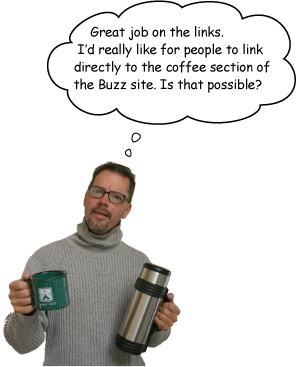 Great job on the links.
I'd really like for people to link
directly to the coffee section of
the Buzz site. Is that possible?